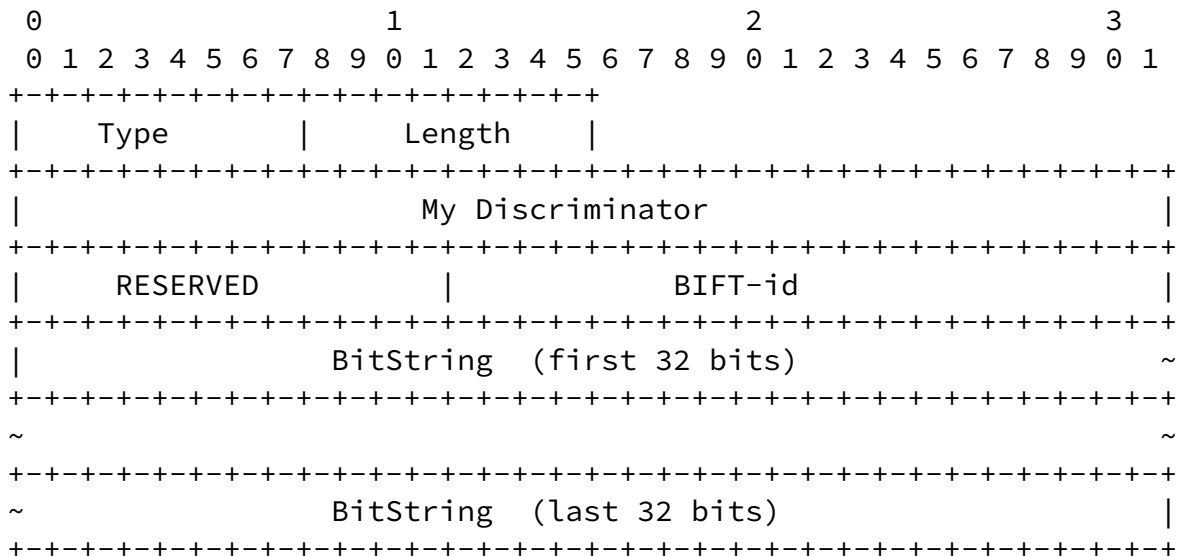 0                   1                   2                   3
 0 1 2 3 4 5 6 7 8 9 0 1 2 3 4 5 6 7 8 9 0 1 2 3 4 5 6 7 8 9 0 1
+-+-+-+-+-+-+-+-+-+-+-+-+-+-+-+-+
|    Type       |     Length    |
+-+-+-+-+-+-+-+-+-+-+-+-+-+-+-+-+-+-+-+-+-+-+-+-+-+-+-+-+-+-+-+-+
|                      My Discriminator                         |
+-+-+-+-+-+-+-+-+-+-+-+-+-+-+-+-+-+-+-+-+-+-+-+-+-+-+-+-+-+-+-+-+
|     RESERVED          |            BIFT-id                    |
+-+-+-+-+-+-+-+-+-+-+-+-+-+-+-+-+-+-+-+-+-+-+-+-+-+-+-+-+-+-+-+-+
|                 BitString  (first 32 bits)                    ~
+-+-+-+-+-+-+-+-+-+-+-+-+-+-+-+-+-+-+-+-+-+-+-+-+-+-+-+-+-+-+-+-+
~                                                               ~
+-+-+-+-+-+-+-+-+-+-+-+-+-+-+-+-+-+-+-+-+-+-+-+-+-+-+-+-+-+-+-+-+
~                 BitString  (last 32 bits)                     |
+-+-+-+-+-+-+-+-+-+-+-+-+-+-+-+-+-+-+-+-+-+-+-+-+-+-+-+-+-+-+-+-+